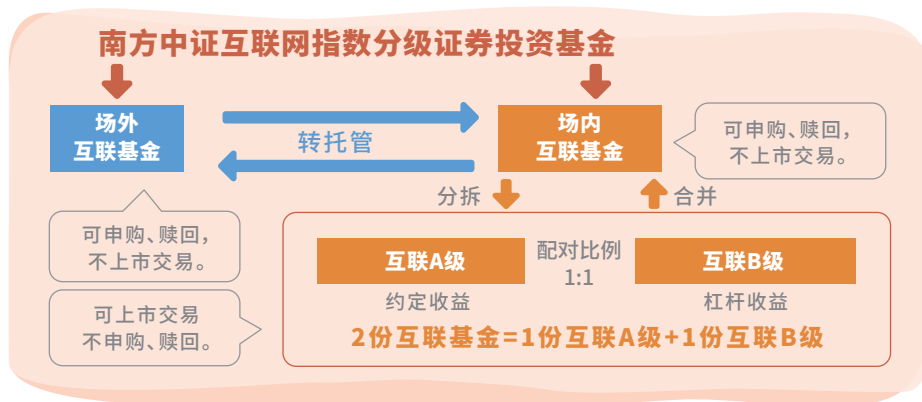 南方中证互联网指数分级证券投资基金
场外
互联基金
转托管
场内
互联基金
可申购、赎回，
不上市交易。
分拆
合并
可申购、赎回，
不上市交易。
互联A级
配对比例
1:1
互联B级
约定收益
杠杆收益
可上市交易
不申购、赎回。
2份互联基金=1份互联A级+1份互联B级